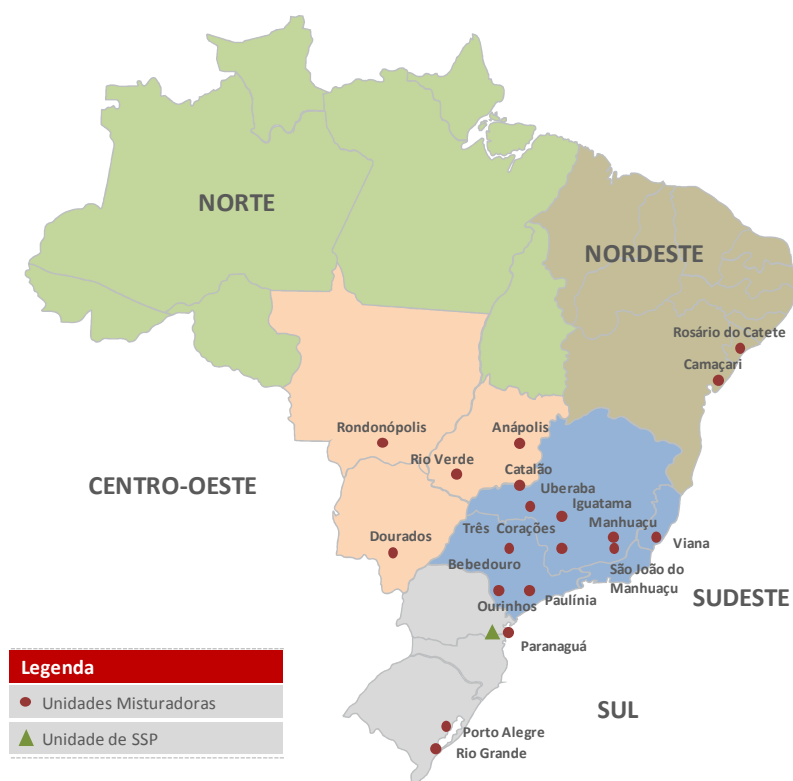 NORTE
NORDESTE
Rosário do Catete
Camaçari
Rondonópolis
Anápolis
Rio Verde
Catalão
CENTRO-OESTE
Uberaba
Iguatama
Três Corações
Manhuaçu
Dourados
Viana
Bebedouro
São João do
Manhuaçu
SUDESTE
Ourinhos
Paulínia
Paranaguá
Legenda
Unidades Misturadoras
Unidade de SSP
SUL
Porto Alegre
Rio Grande